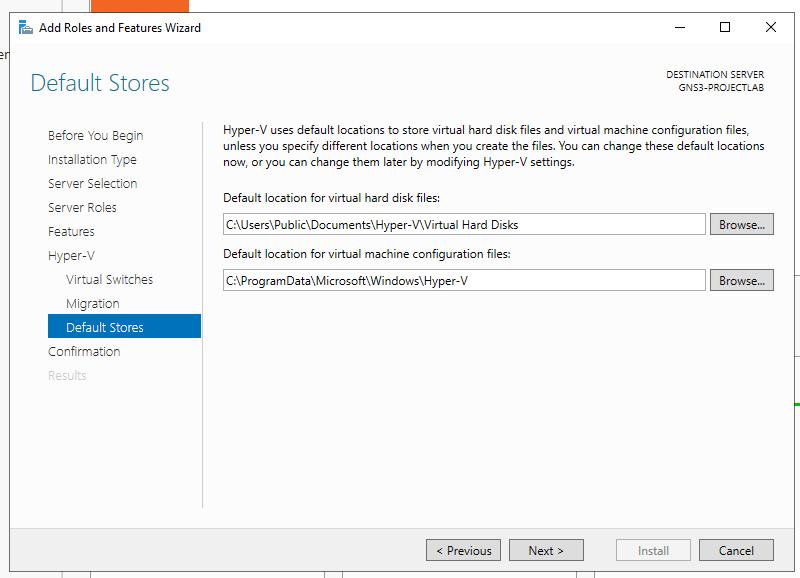 er
Add Roles and Features Wizard
Default Stores
DESTINATION SERVER
GNS3-PROJECTLAB
Before You Begin
Installation Type
Server Selection
Server Roles
Features
Hyper-V
Virtual Switches
Migration
Default Stores
Confirmation
Results
Hyper-V uses default locations to store virtual hard disk files and virtual machine configuration files,
unless you specify different locations when you create the files. You can change these default locations
now, or you can change them later by modifying Hyper-V settings.
Default location for virtual hard disk files:
C:\Users\Public\Documents\Hyper-V\Virtual Hard Disks
Browse...
Default location for virtual machine configuration files:
C:\ProgramData\Microsoft\Windows\Hyper-V
Browse...
< Previous
Next >
Install
Cancel